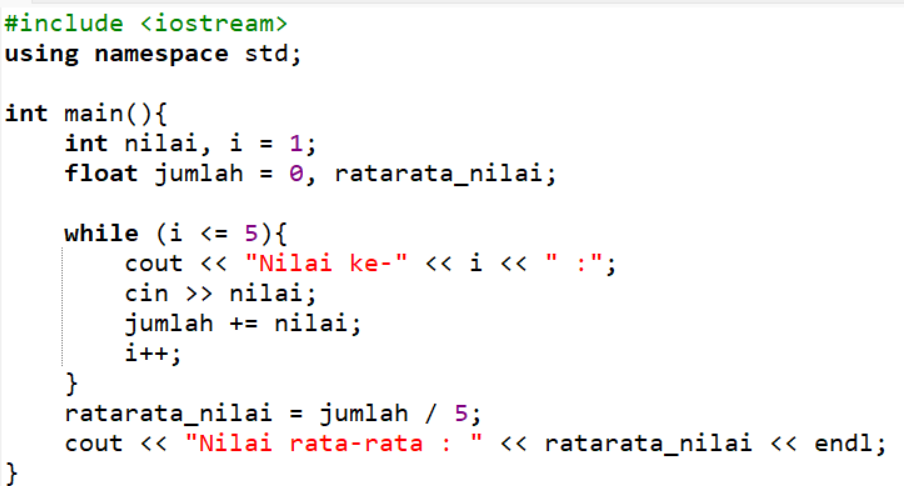 #include <iostream>
using namespace std;
int main(){
int nilai, i = 1;
float jumlah = 0, ratarata_nilai;
while (i <= 5){
cout << "Nilai ke-" << i << " :";
cin >> nilai;
jumlah += nilai;
i++;
}
ratarata_nilai = jumlah / 5;
cout << "Nilai rata-rata : " << ratarata_nilai << endl;
}